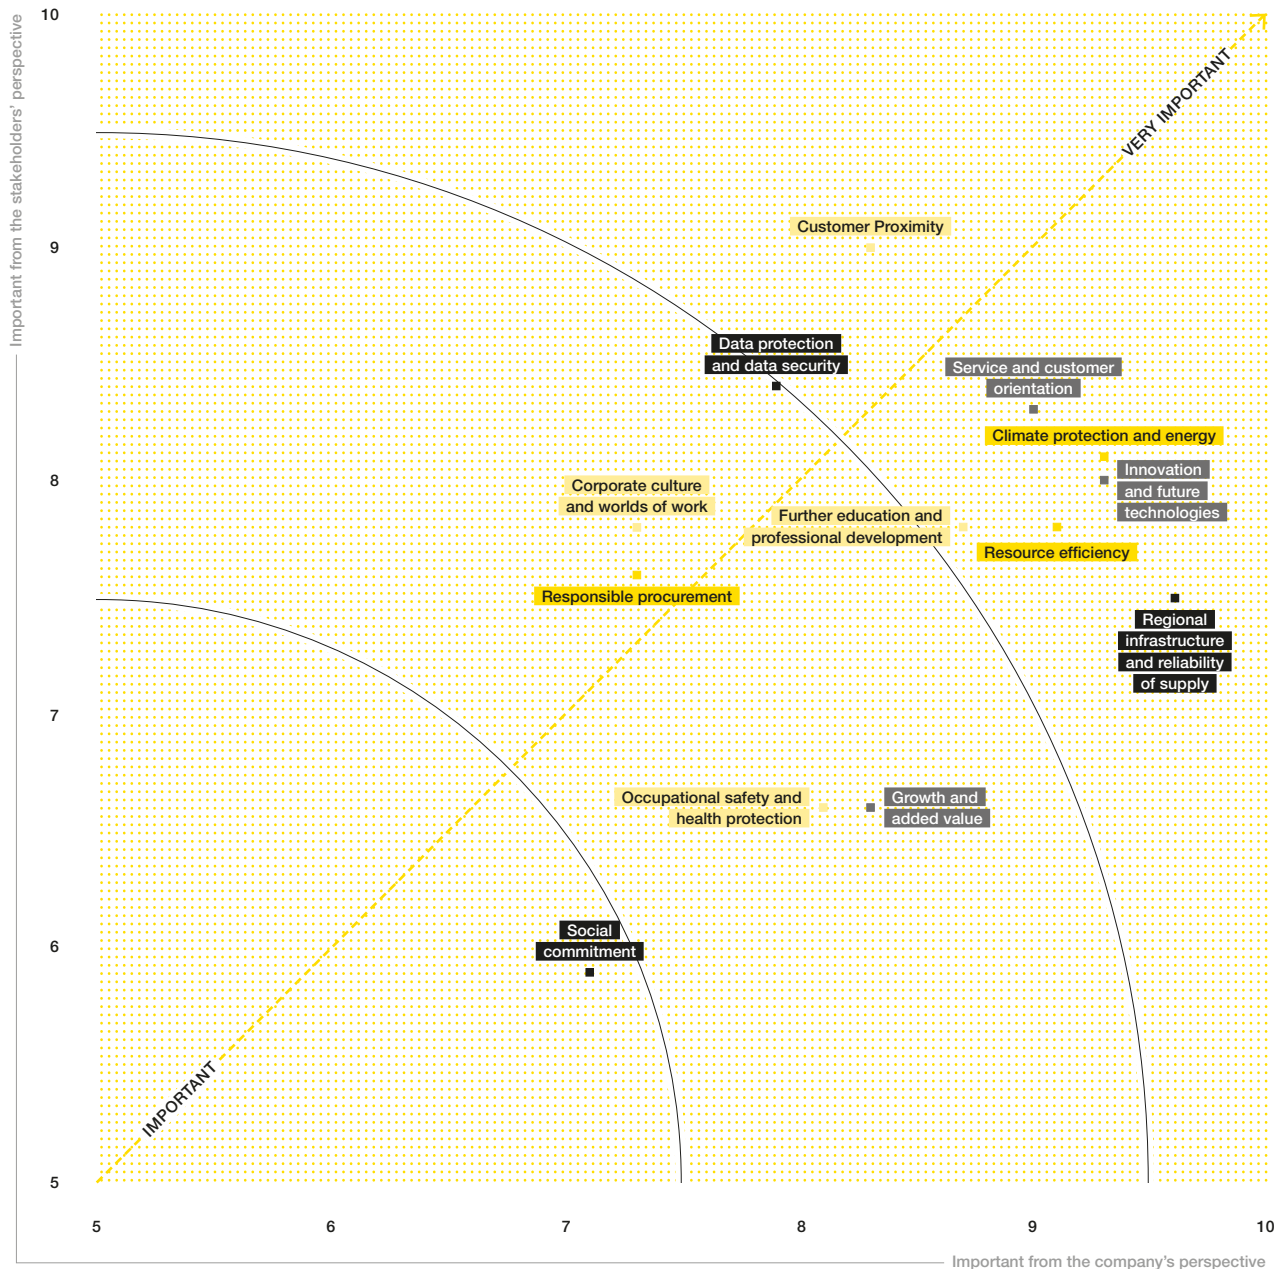 10
Important from the stakeholders' perspective
VERY IMPORTANT
Customer Proximity
9
Data protection
and data security
Service and customer
orientation
Climate protection and energy
Innovation
and future
technologies
8
Corporate culture
and worlds of work
Further education and
professional development
Resource efficiency
Responsible procurement
Regional
infrastructure
and reliability
of supply
7
Occupational safety and
health protection
Growth and
added value
6
Social
commitment
IMPORTANT
5
5 6 7 8 9 10
Important from the company's perspective